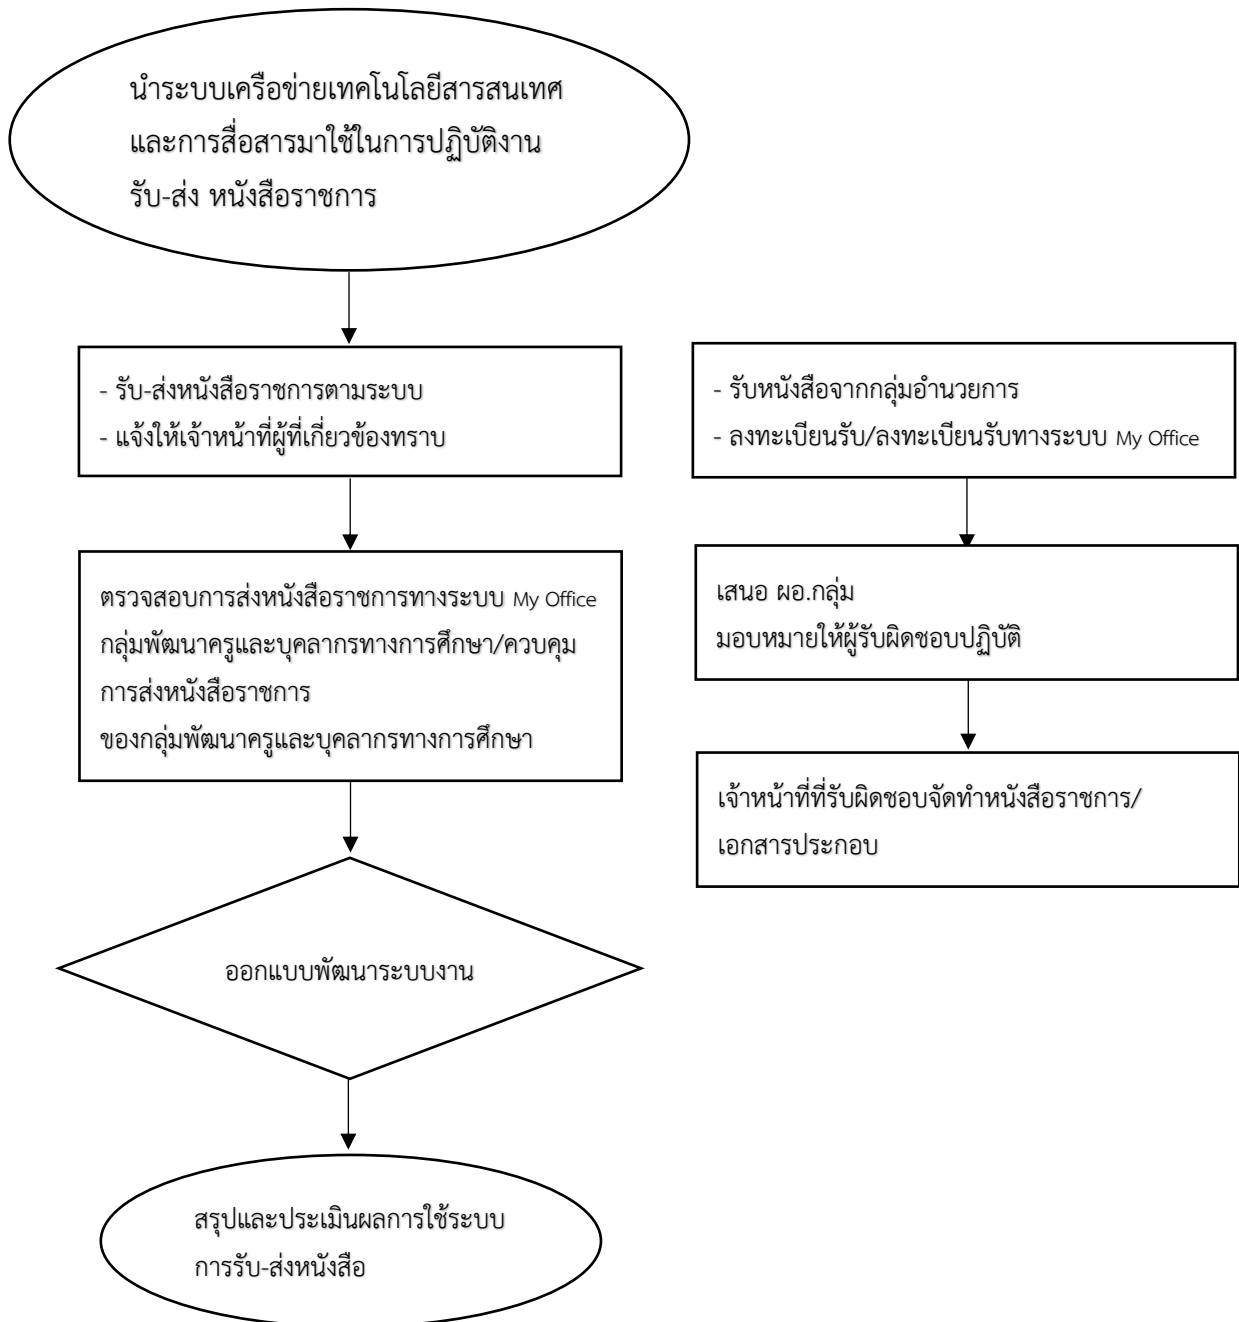 นำระบบเครือข่ายเทคโนโลยีสารสนเทศ
และการสื่อสารมาใช้ในการปฏิบัติงาน
รับ-ส่ง หนังสือราชการ
- รับ-ส่งหนังสือราชการตามระบบ
- แจ้งให้เจ้าหน้าที่ผู้ที่เกี่ยวข้องทราบ
ตรวจสอบการส่งหนังสือราชการทางระบบ My Office
กลุ่มพัฒนาครูและบุคลากรทางการศึกษา/ควบคุม
การส่งหนังสือราชการ
ของกลุ่มพัฒนาครูและบุคลากรทางการศึกษา
ออกแบบพัฒนาระบบงาน
สรุปและประเมินผลการใช้ระบบ
การรับ-ส่งหนังสือ
- รับหนังสือจากกลุ่มอำนวยการ
- ลงทะเบียนรับ/ลงทะเบียนรับทางระบบ My Office
เสนอ ผอ.กลุ่ม
มอบหมายให้ผู้รับผิดชอบปฏิบัติ
เจ้าหน้าที่ที่รับผิดชอบจัดทำหนังสือราชการ/
เอกสารประกอบ